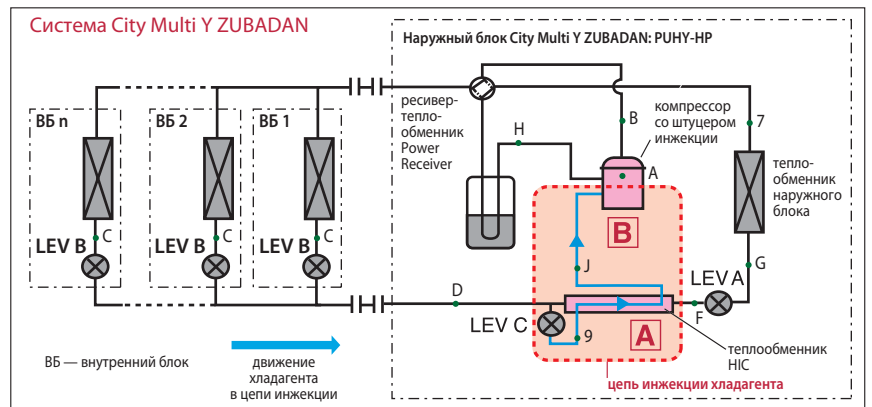 Система City Multi Y ZUBADAN
Наружный блок City Multi Y ZUBADAN: PUHY-HP
ВБ n
ВБ 2
ВБ 1
LEV B
C
LEV B
C
LEV B
C
ресивер-
тепло-
обменник
Power
Receiver
H
B
компрессор
со штуцером
инжекции
A
7
тепло-
обменник
наружного
блока
B
J
G
LEV A
D
F
LEV C
9
A
теплообменник
HIC
цепь инжекции хладагента
ВБ — внутренний блок
движение
хладагента
в цепи инжекции